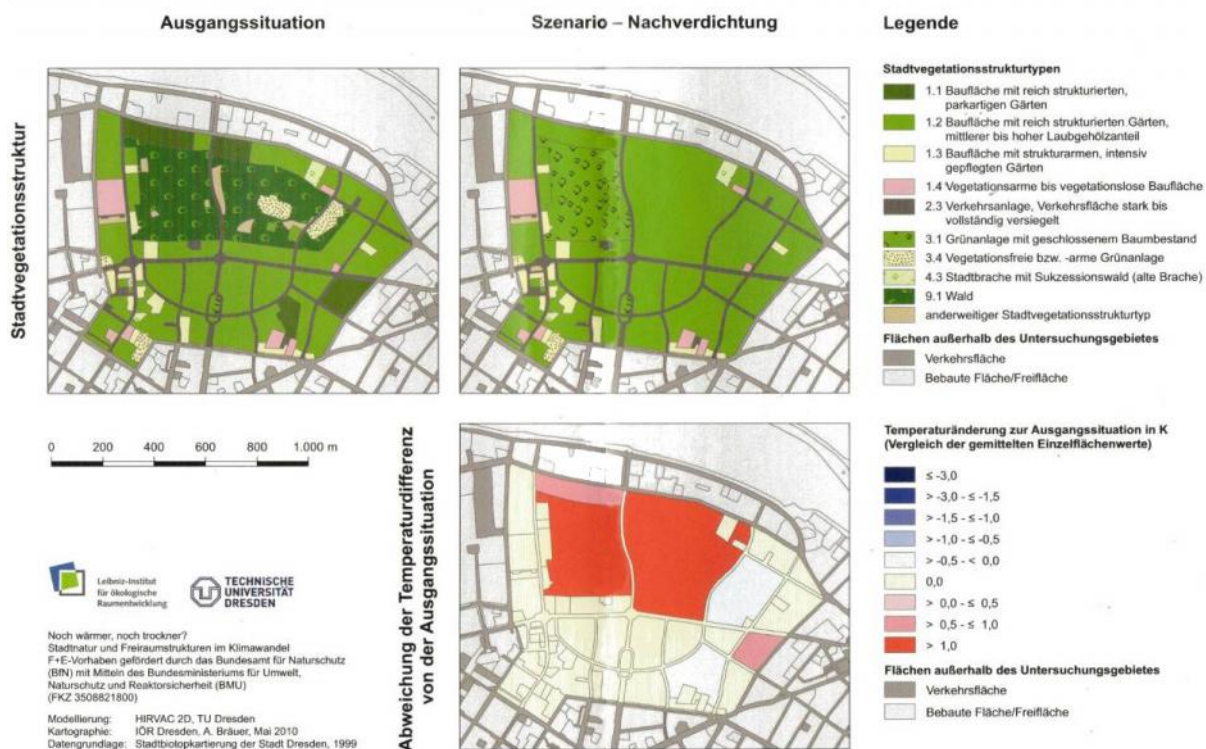 Ausgangssituation
Szenario – Nachverdichtung
Legende
Stadtvegetationsstruktur
Stadtvegetationsstrukturtypen
1.1 Baufläche mit reich strukturierten,
parkartigen Gärten
1.2 Baufläche mit reich strukturierten Gärten,
mittlerer bis hoher Laubgehölzanteil
1.3 Baufläche mit strukturarmen, intensiv
gepflegten Gärten
1.4 Vegetationsarme bis vegetationslose Baufläche
2.3 Verkehrsanlage, Verkehrsfläche stark bis
vollständig versiegelt
3.1 Grünanlage mit geschlossenem Baumbestand
3.4 Vegetationsfreie bzw. -arme Grünanlage
4.3 Stadtbrache mit Sukzessionswald (alte Brache)
9.1 Wald
anderweitiger Stadtvegetationsstrukturtyp
Flächen außerhalb des Untersuchungsgebietes
Verkehrsfläche
Bebaute Fläche/Freifläche
0 200 400 600 800 1.000 m
Abweichung der Temperaturdifferenz
von der Ausgangssituation
Temperaturänderung zur Ausgangssituation in K
(Vergleich der gemittelten Einzelflächenwerte)
≤ -3,0
> -3,0 - ≤ -1,5
> -1,5 - ≤ -1,0
> -1,0 - ≤ -0,5
> -0,5 - < 0,0
0,0
> 0,0 - ≤ 0,5
> 0,5 - ≤ 1,0
> 1,0
Flächen außerhalb des Untersuchungsgebietes
Verkehrsfläche
Bebaute Fläche/Freifläche
Leibniz-Institut
für ökologische
Raumentwicklung
TECHNISCHE
UNIVERSITÄT
DRESDEN
Noch wärmer, noch trockner?
Stadtnatur und Freiraumstrukturen im Klimawandel
F+E-Vorhaben gefördert durch das Bundesamt für Naturschutz
(BfN) mit Mitteln des Bundesministeriums für Umwelt,
Naturschutz und Reaktorsicherheit (BMU)
(FKZ 3508821800)
Modellierung: HIRVAC 2D, TU Dresden
Kartographie: IÖR Dresden, A. Bräuer, Mai 2010
Datengrundlage: Stadtbiotopkartierung der Stadt Dresden, 1999